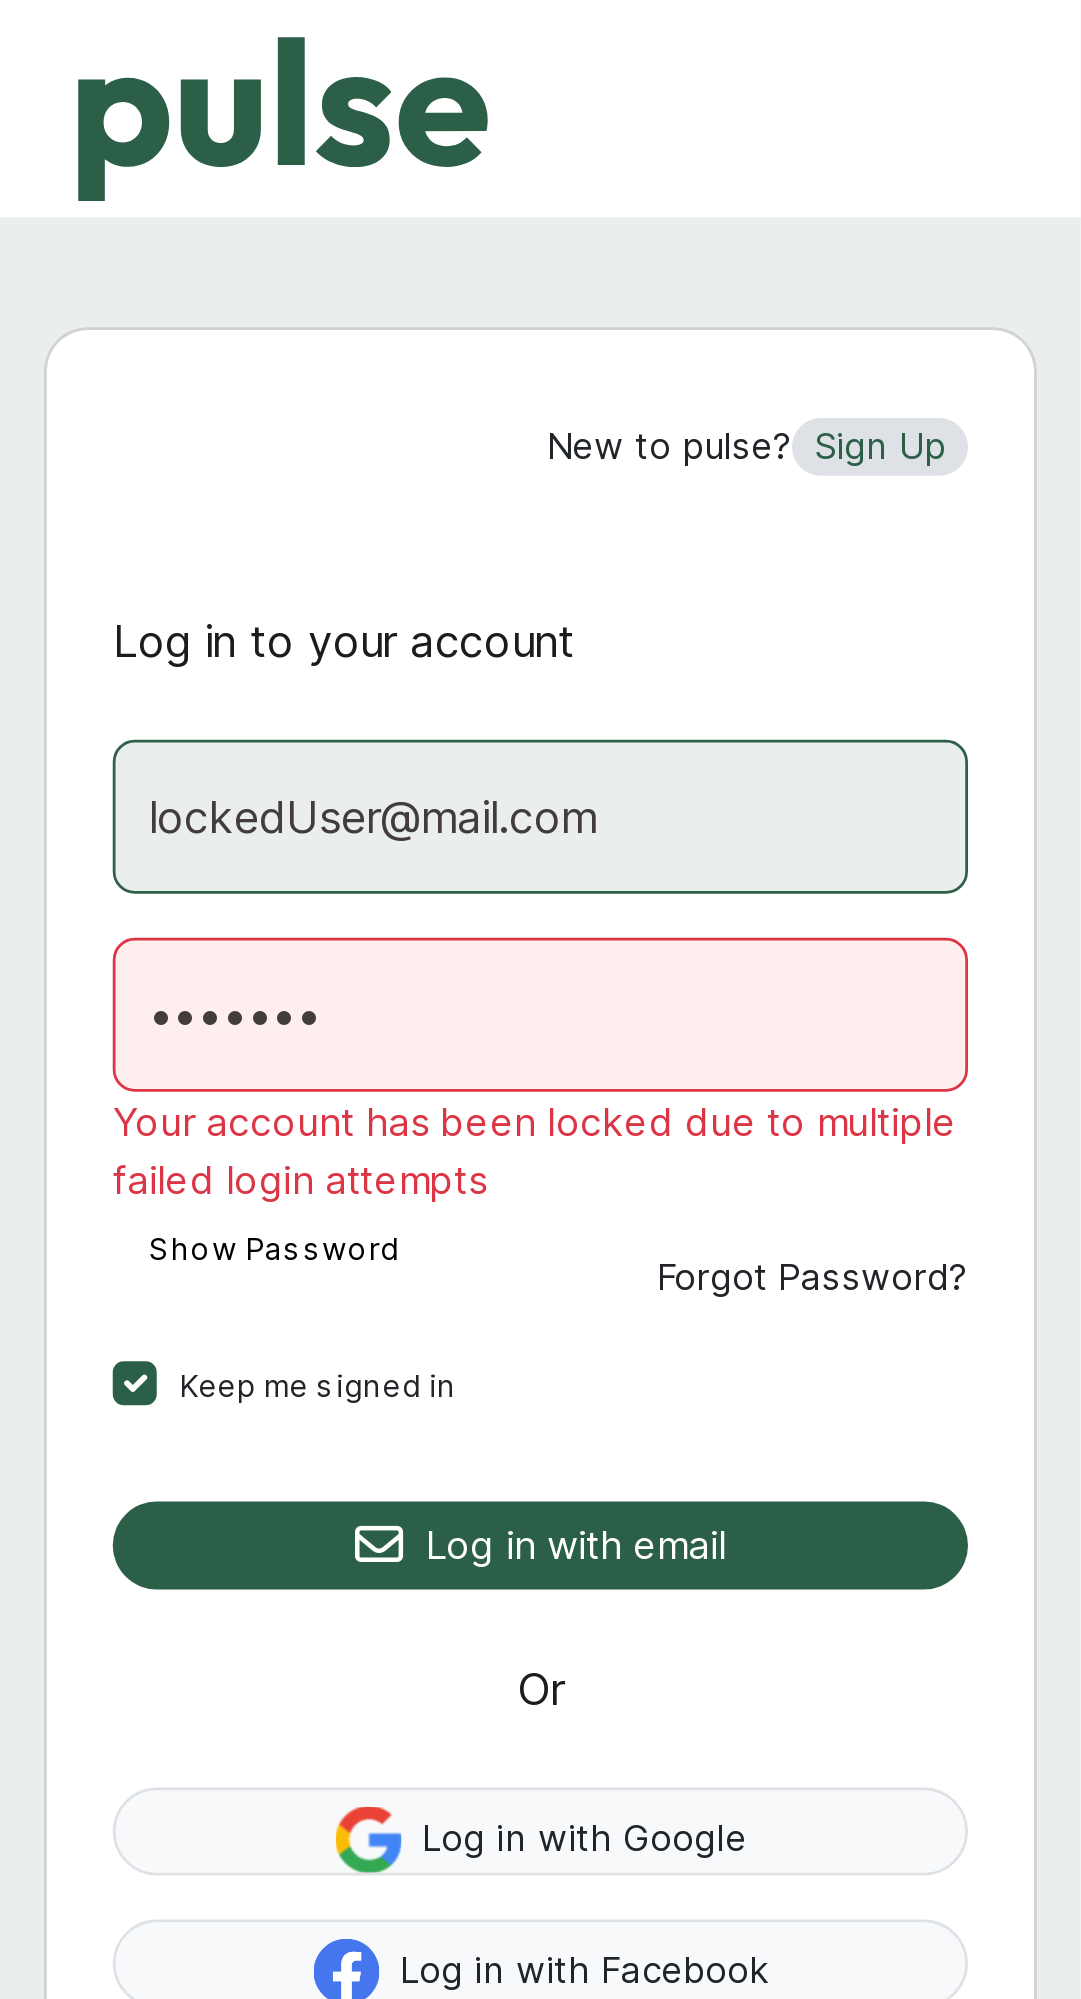 pulse
New to pulse? Sign Up
Log in to your account
lockedUser@mail.com
•••••••
Your account has been locked due to multiple
failed login attempts
Show Password
Forgot Password?
Keep me signed in
Log in with email
Or
Log in with Google
Log in with Facebook